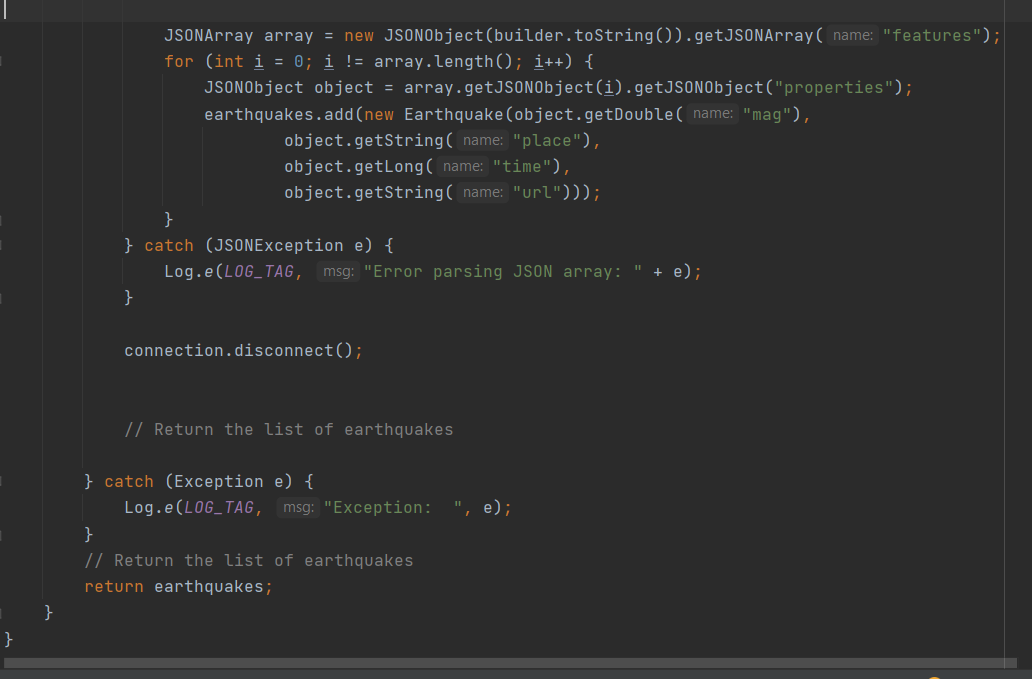 JSONArray array = new JSONObject(builder.toString()).getJSONArray( name: "features");
for (int i = 0; i != array.length(); i++) {
JSONObject object = array.getJSONObject(i).getJSONObject("properties");
earthquakes.add(new Earthquake(object.getDouble( name: "mag"),
object.getString( name: "place"),
object.getLong( name: "time"),
object.getString( name: "url")));
}
} catch (JSONException e) {
Log.e(LOG_TAG, msg: "Error parsing JSON array: " + e);
}
connection.disconnect();
// Return the list of earthquakes
} catch (Exception e) {
Log.e(LOG_TAG, msg: "Exception:  ", e);
}
// Return the list of earthquakes
return earthquakes;
}
}